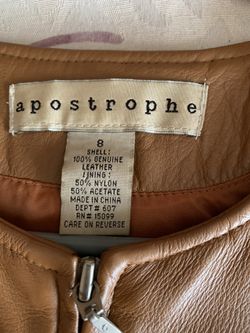 apostrophe
8
SHELL:
100% GENUINE
LEATHER
LINING:
50% NYLON
50% ACETATE
MADE IN CHINA
DEPT# 607
RN# 15099
CARE ON REVERSE